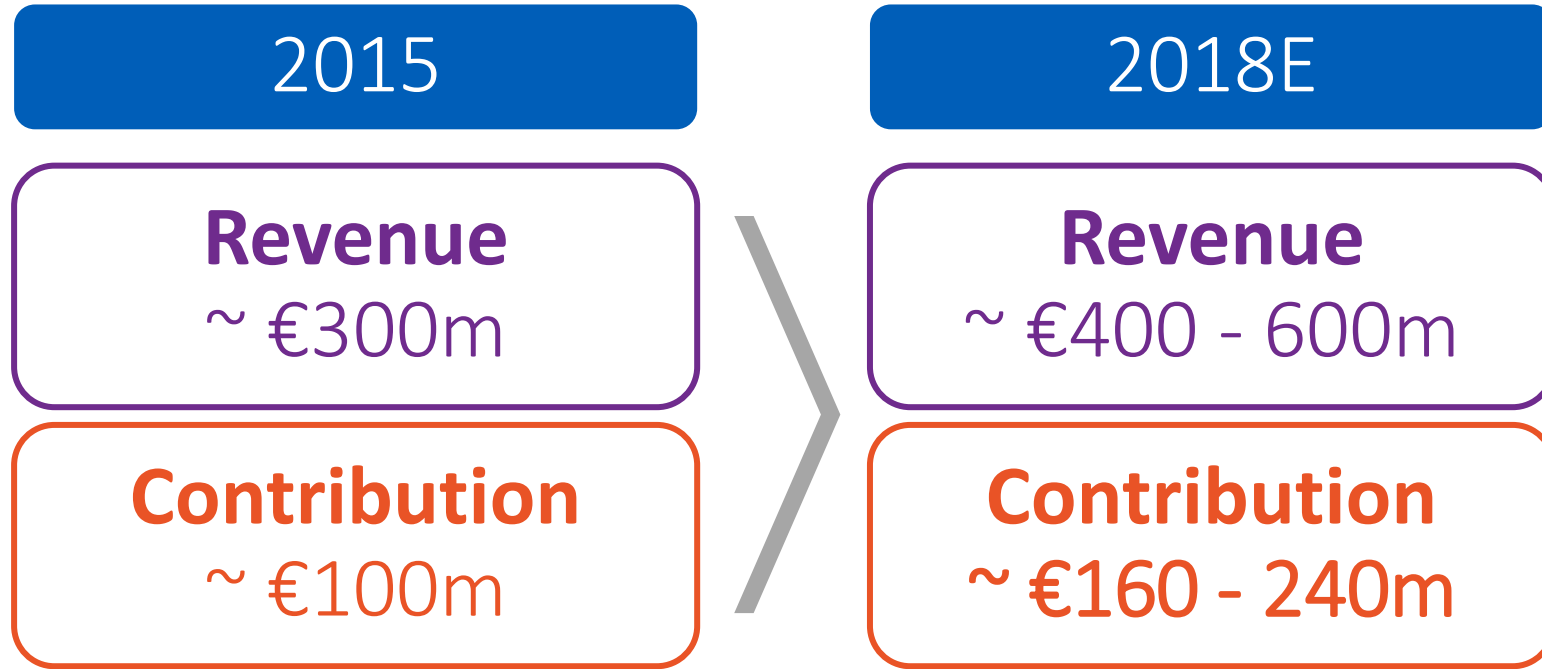 2015
Revenue
~ €300m
Contribution
~ €100m
2018E
Revenue
~ €400 - 600m
Contribution
~ €160 - 240m